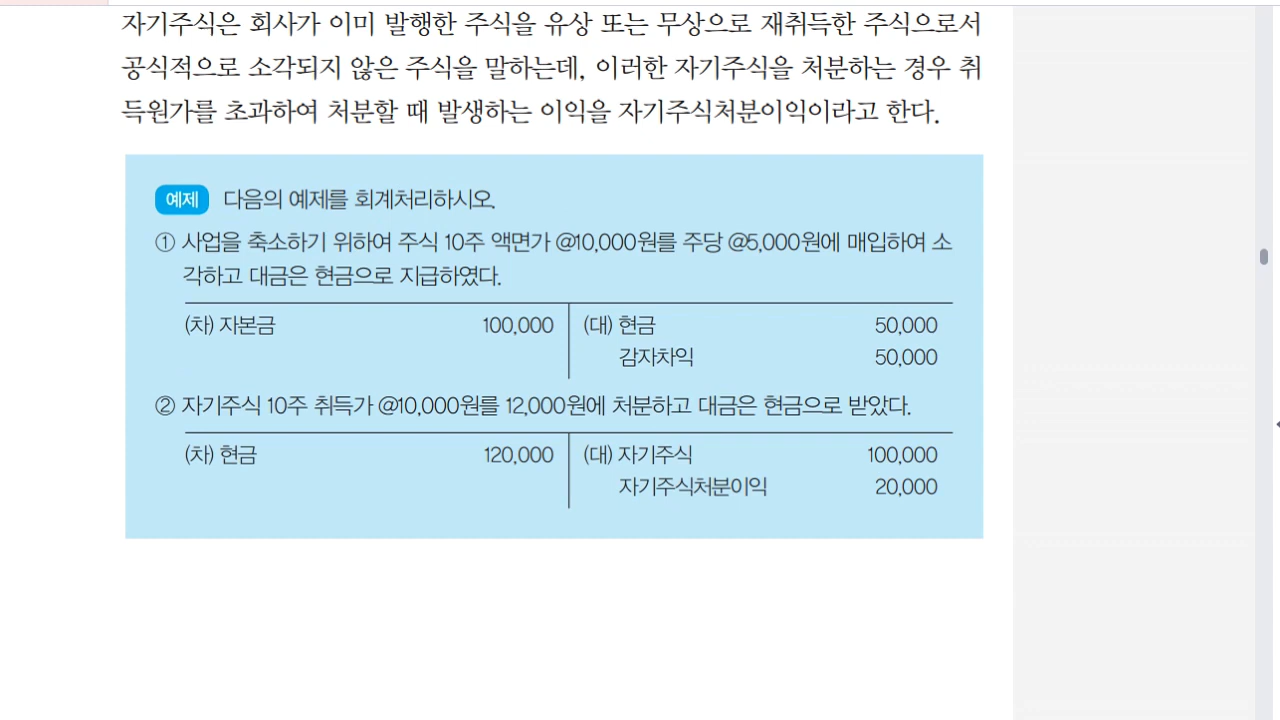 자기주식은 회사가 이미 발행한 주식을 유상 또는 무상으로 재취득한 주식으로서
공식적으로 소각되지 않은 주식을 말하는데, 이러한 자기주식을 처분하는 경우 취
득원가를 초과하여 처분할 때 발생하는 이익을 자기주식처분이익이라고 한다.
예제 다음의 예제를 회계처리하시오.
① 사업을 축소하기 위하여 주식 10주 액면가 @10,000원를 주당 @5,000원에 매입하여 소
각하고 대금은 현금으로 지급하였다.
(차) 자본금 100,000 (대) 현금 50,000
감자차익 50,000
② 자기주식 10주 취득가 @10,000원를 12,000원에 처분하고 대금은 현금으로 받았다.
(차) 현금 120,000 (대) 자기주식 100,000
자기주식처분이익 20,000